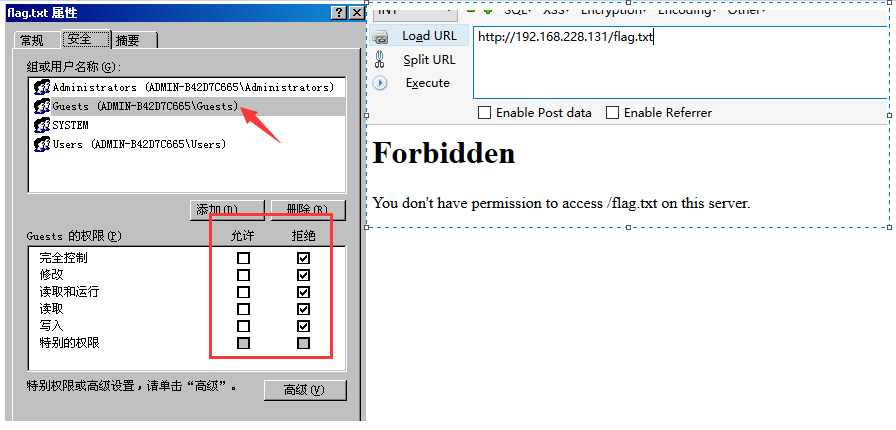 flag.txt 属性
常规 安全 摘要
组或用户名称(G):
Administrators (ADMIN-B42D7C665\Administrators)
Guests (ADMIN-B42D7C665\Guests)
SYSTEM
Users (ADMIN-B42D7C665\Users)
添加(D)... 删除(R)
Guests 的权限(P) 允许 拒绝
完全控制
修改
读取和运行
读取
写入
特别的权限
特别权限或高级设置，请单击“高级”。
高级(V)
INT SQL▾ XSS▾ Encryption▾ Encoding▾ Other▾
Load URL
http://192.168.228.131/flag.txt
Split URL
Execute
Enable Post data Enable Referrer
Forbidden
You don't have permission to access /flag.txt on this server.